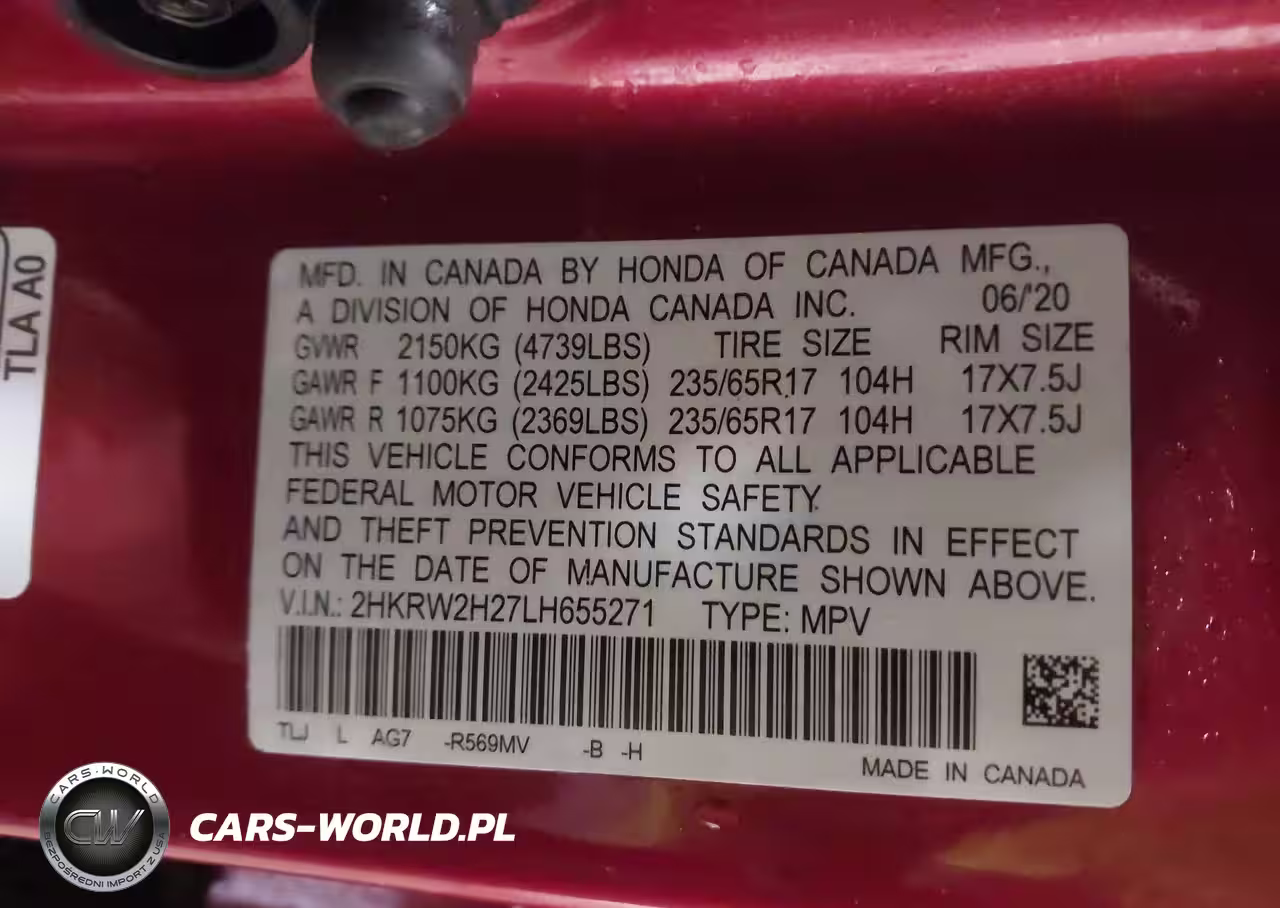 TLA A0
MFD. IN CANADA BY HONDA OF CANADA MFG.,
A DIVISION OF HONDA CANADA INC. 06/'20
GVWR 2150KG (4739LBS) TIRE SIZE RIM SIZE
GAWR F 1100KG (2425LBS) 235/65R17 104H 17X7.5J
GAWR R 1075KG (2369LBS) 235/65R17 104H 17X7.5J
THIS VEHICLE CONFORMS TO ALL APPLICABLE
FEDERAL MOTOR VEHICLE SAFETY
AND THEFT PREVENTION STANDARDS IN EFFECT
ON THE DATE OF MANUFACTURE SHOWN ABOVE.
V.I.N.: 2HKRW2H27LH655271 TYPE: MPV
TLJ L AG7 -R569MV -B -H
MADE IN CANADA
CARS-WORLD
CW
BEZPOŚREDNI IMPORT Z USA
CARS-WORLD.PL